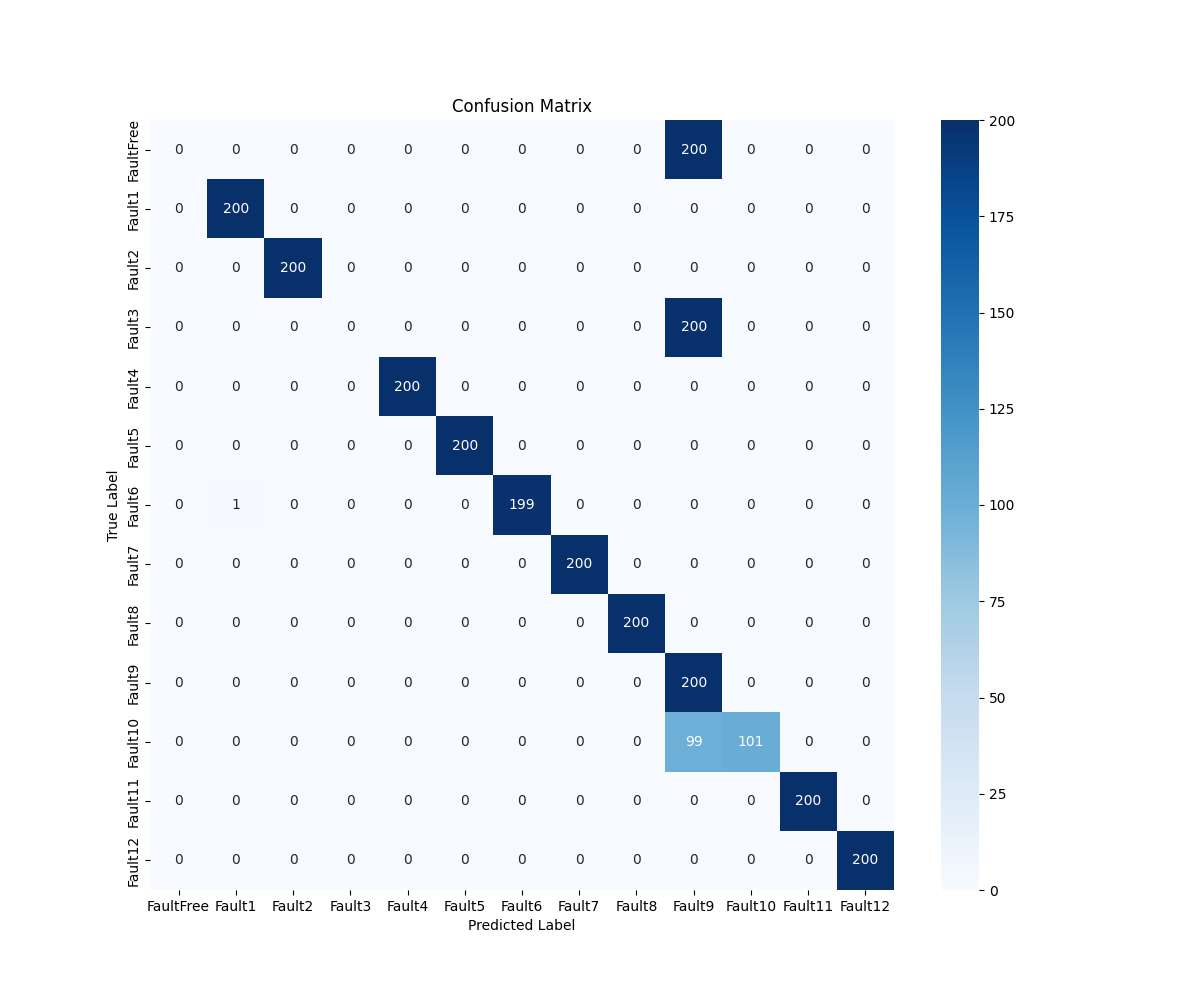 Confusion Matrix
FaultFree 0 0 0 0 0 0 0 0 0 200 0 0 0
Fault1 0 200 0 0 0 0 0 0 0 0 0 0 0
Fault2 0 0 200 0 0 0 0 0 0 0 0 0 0
Fault3 0 0 0 0 0 0 0 0 0 200 0 0 0
Fault4 0 0 0 0 200 0 0 0 0 0 0 0 0
Fault5 0 0 0 0 0 200 0 0 0 0 0 0 0
Fault6 0 1 0 0 0 0 199 0 0 0 0 0 0
Fault7 0 0 0 0 0 0 0 200 0 0 0 0 0
Fault8 0 0 0 0 0 0 0 0 200 0 0 0 0
Fault9 0 0 0 0 0 0 0 0 0 200 0 0 0
Fault10 0 0 0 0 0 0 0 0 0 99 101 0 0
Fault11 0 0 0 0 0 0 0 0 0 0 0 200 0
Fault12 0 0 0 0 0 0 0 0 0 0 0 0 200
FaultFree Fault1 Fault2 Fault3 Fault4 Fault5 Fault6 Fault7 Fault8 Fault9 Fault10 Fault11 Fault12
Predicted Label
True Label
200
175
150
125
100
75
50
25
0